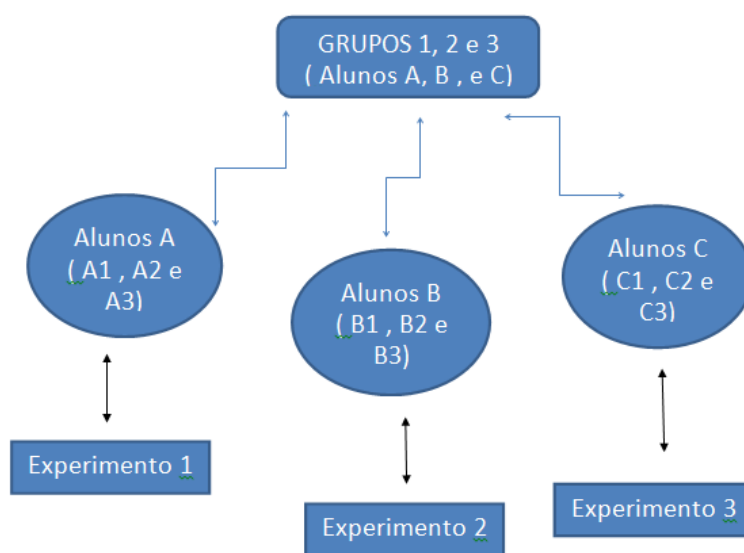 GRUPOS 1, 2 e 3
( Alunos A, B , e C)
Alunos A
( A1 , A2 e
A3)
Alunos B
( B1 , B2 e
B3)
Alunos C
( C1 , C2 e
C3)
Experimento 1
Experimento 2
Experimento 3